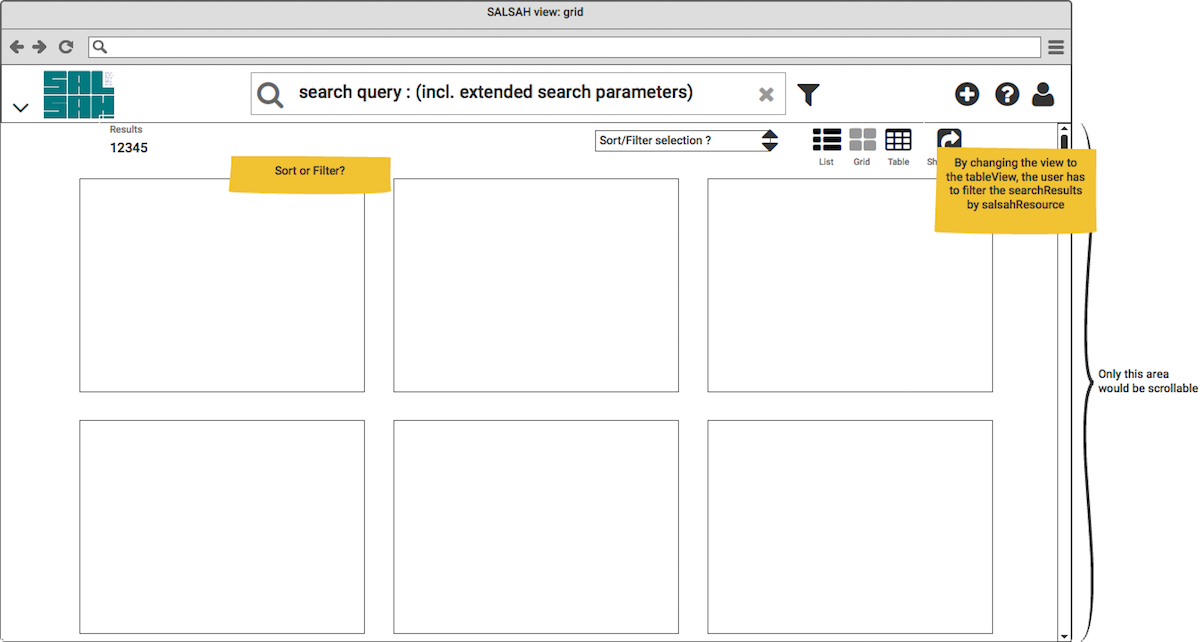 SALSAH view: grid
SAL
SAH
search query : (incl. extended search parameters)
Results
12345
Sort/Filter selection ?
List
Grid
Table
Sh
Sort or Filter?
By changing the view to
the tableView, the user has
to filter the searchResults
by salsahResource
Only this area
would be scrollable